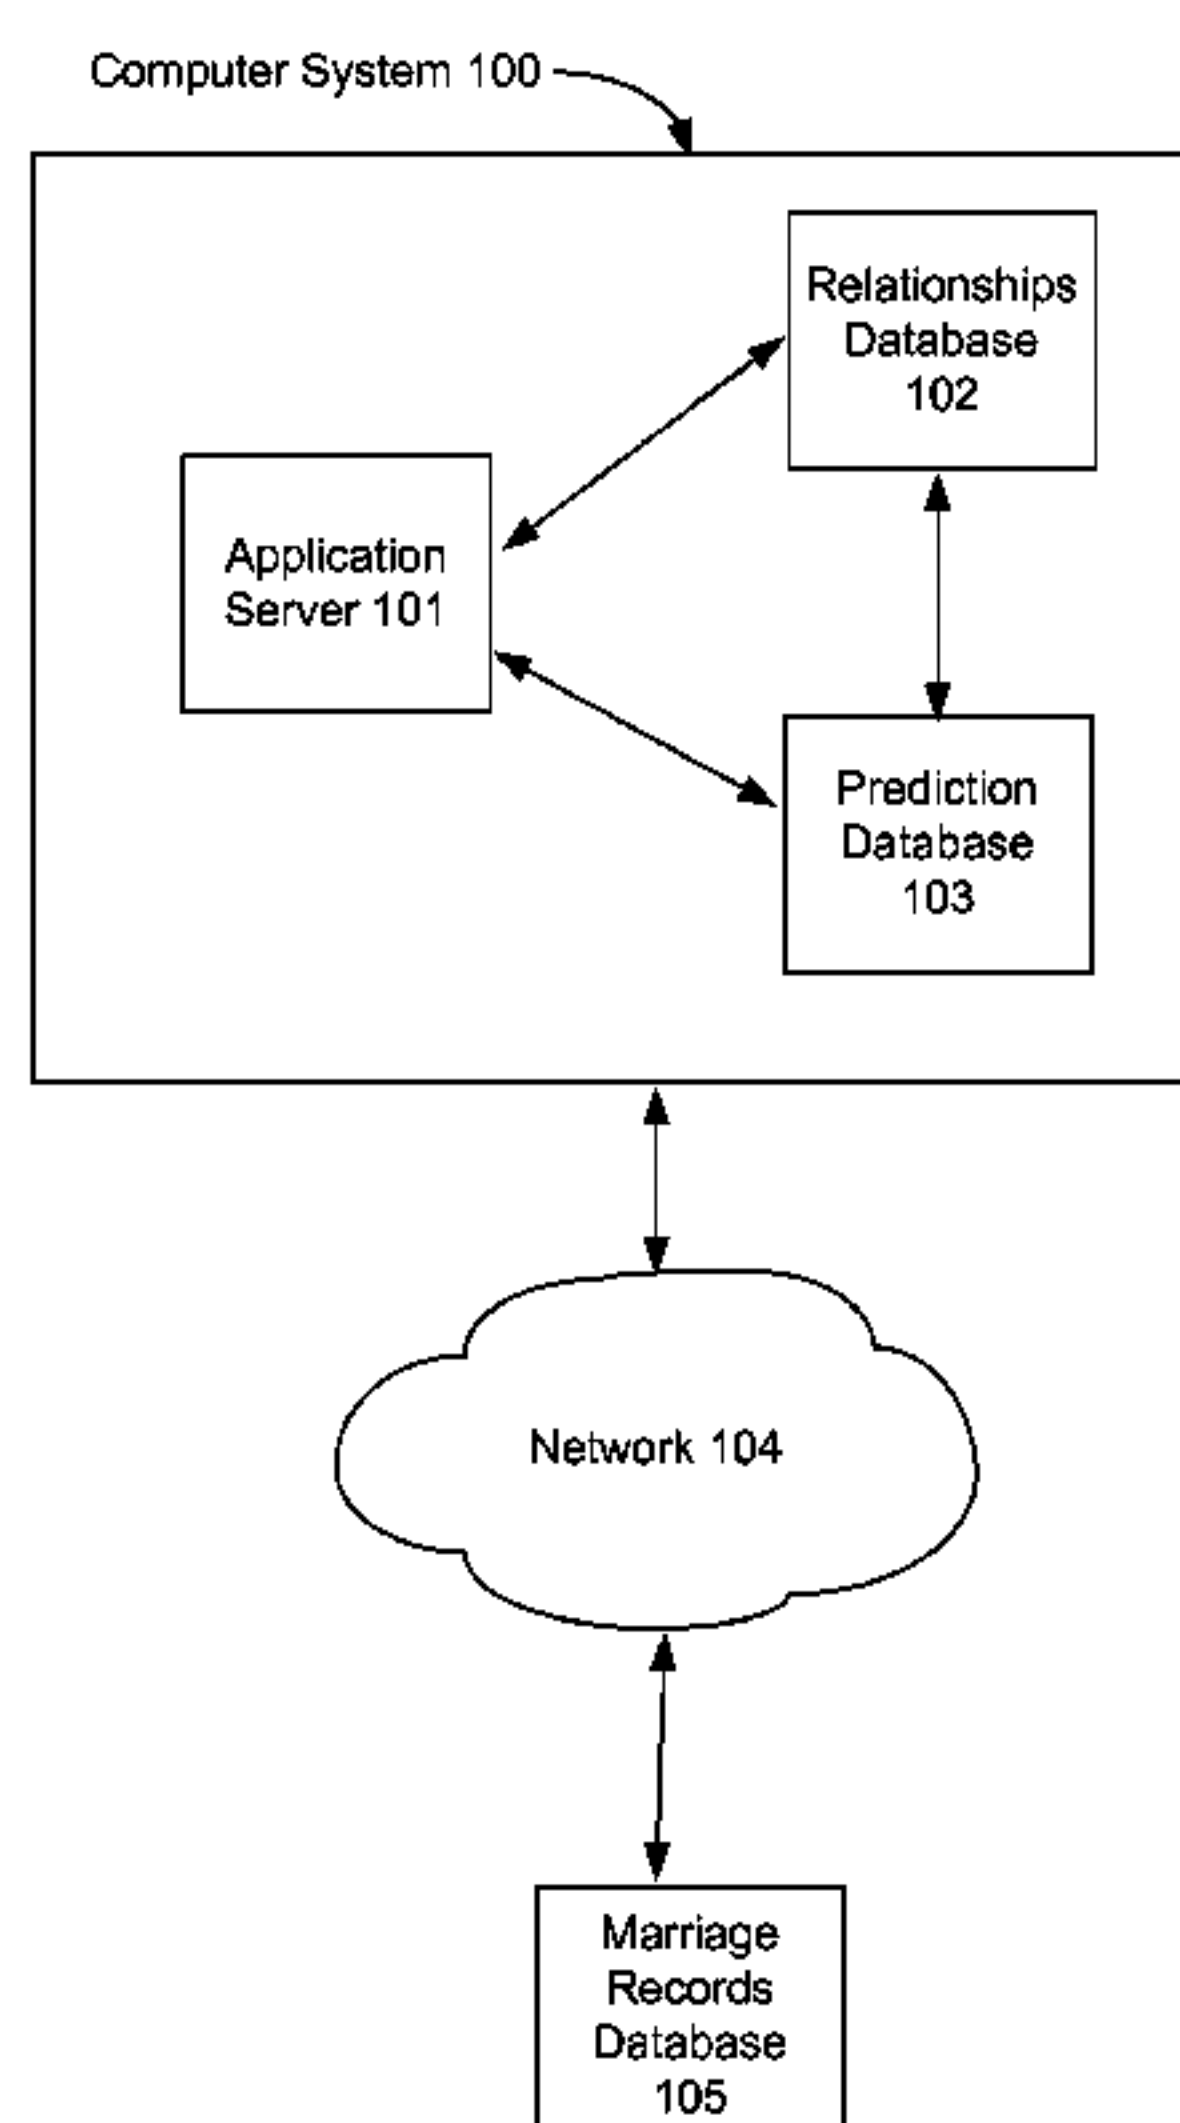 Computer System 100
Relationships
Database
102
Application
Server 101
Prediction
Database
103
Network 104
Marriage
Records
Database
105